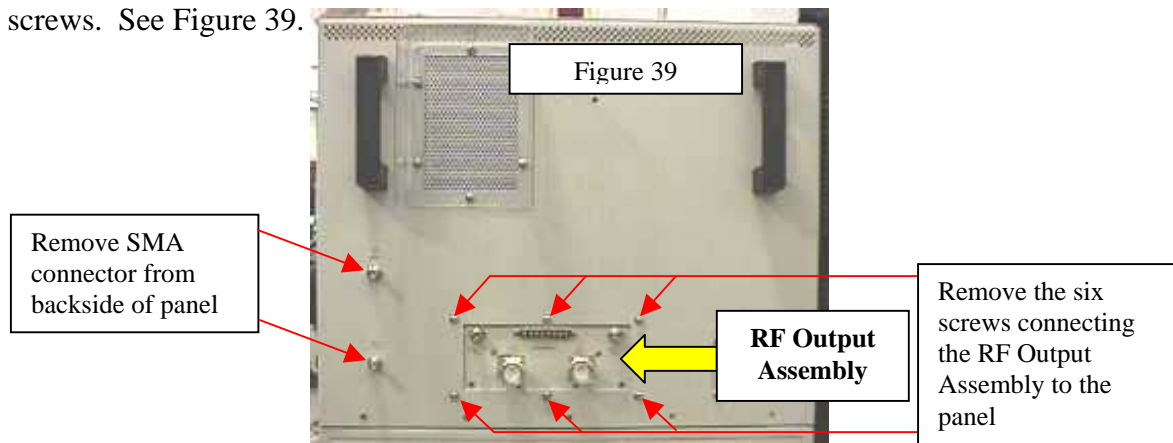 screws.  See Figure 39.
Figure 39
Remove SMA
connector from
backside of panel
RF Output
Assembly
Remove the six
screws connecting
the RF Output
Assembly to the
panel